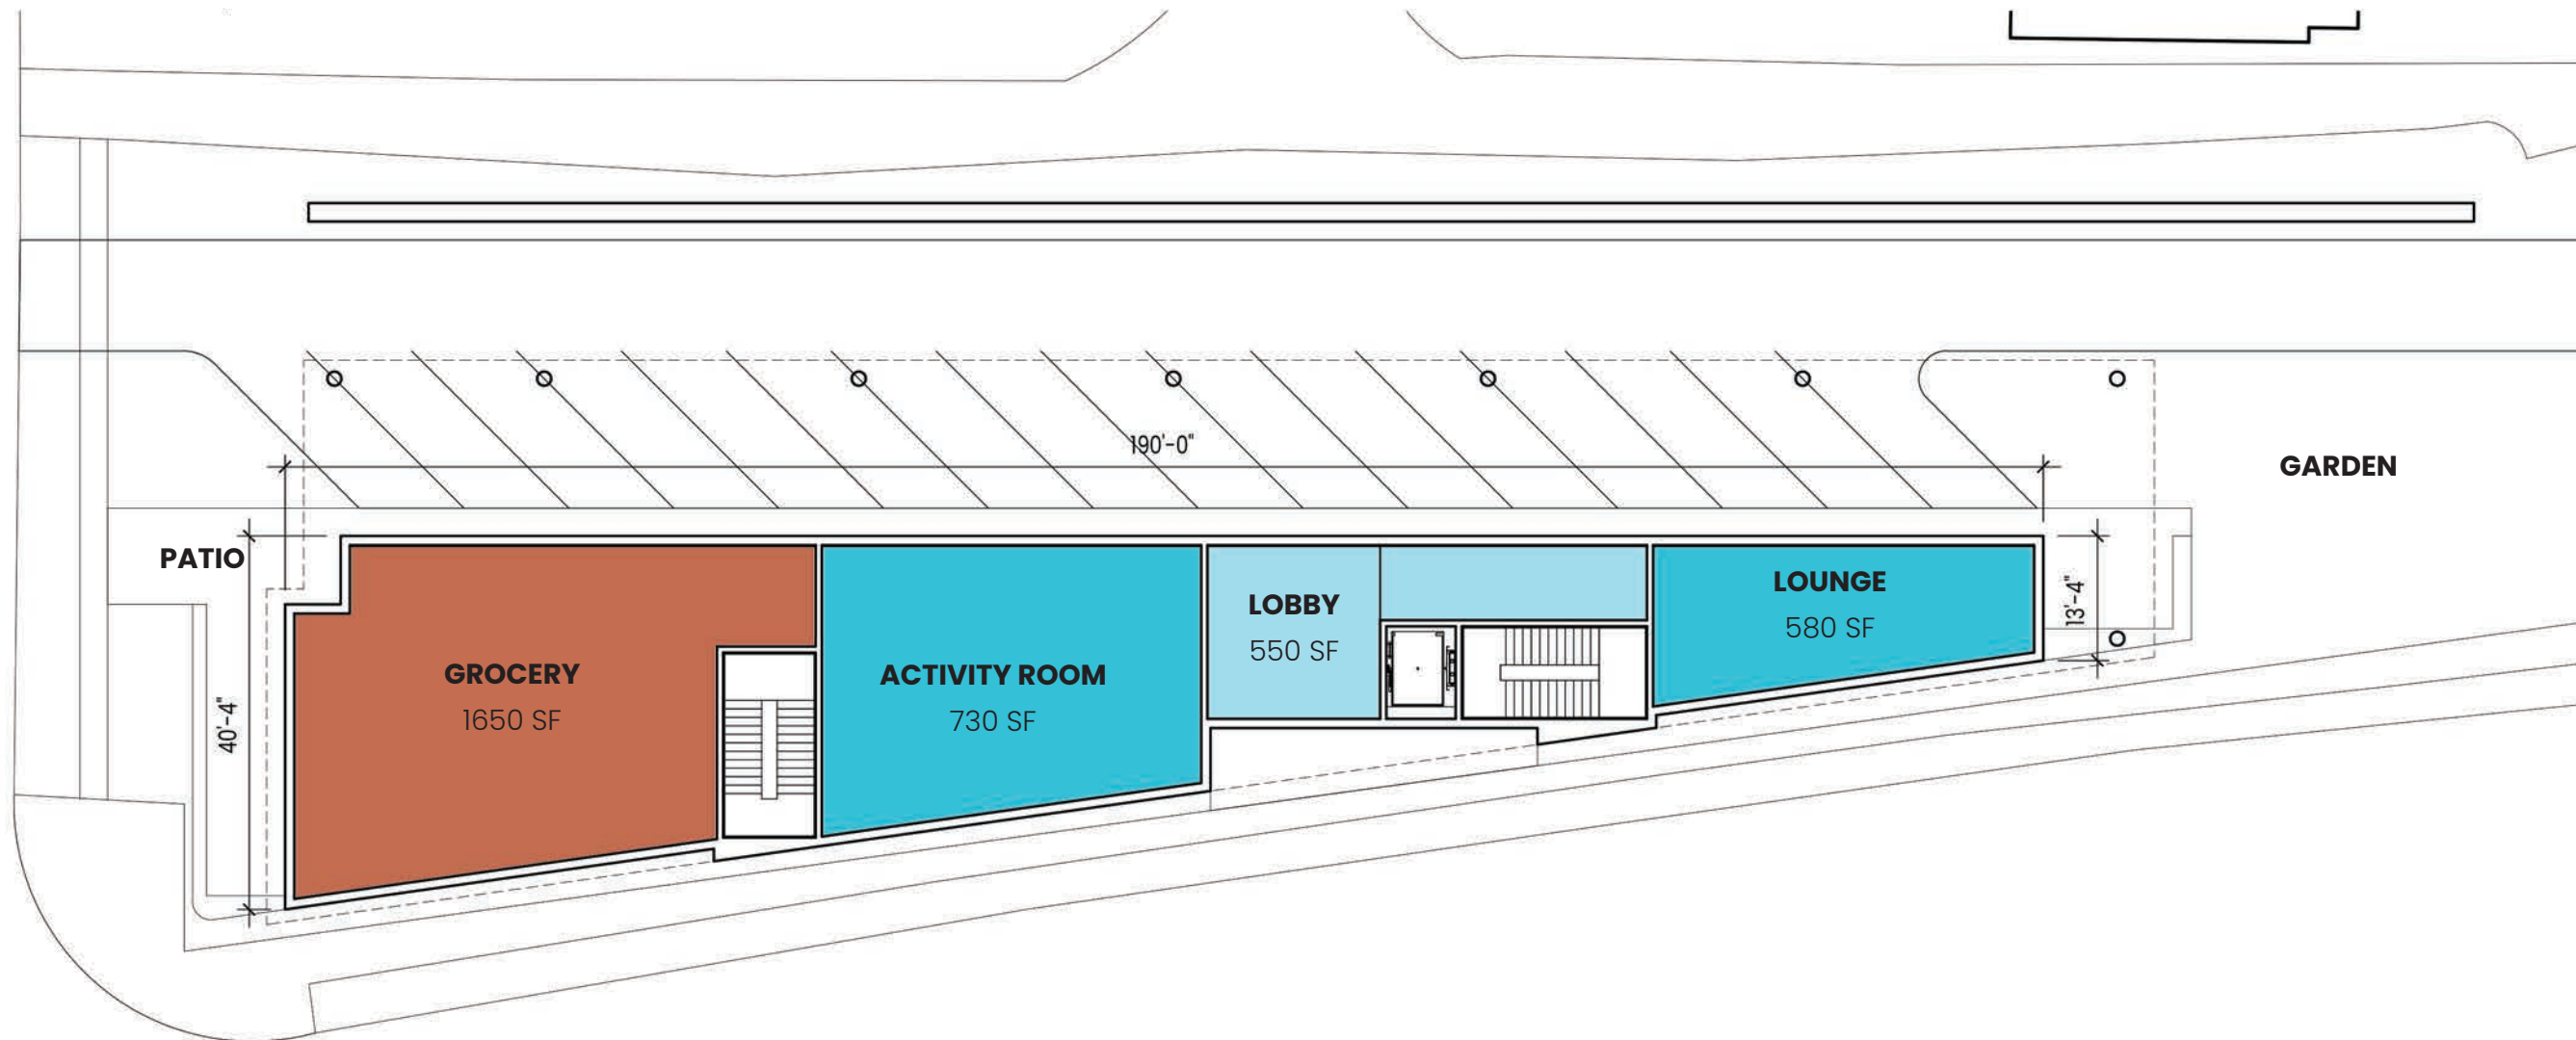 190'-0"
GARDEN
PATIO
LOUNGE
580 SF
13'-4"
LOBBY
550 SF
GROCERY
1650 SF
ACTIVITY ROOM
730 SF
40'-4"